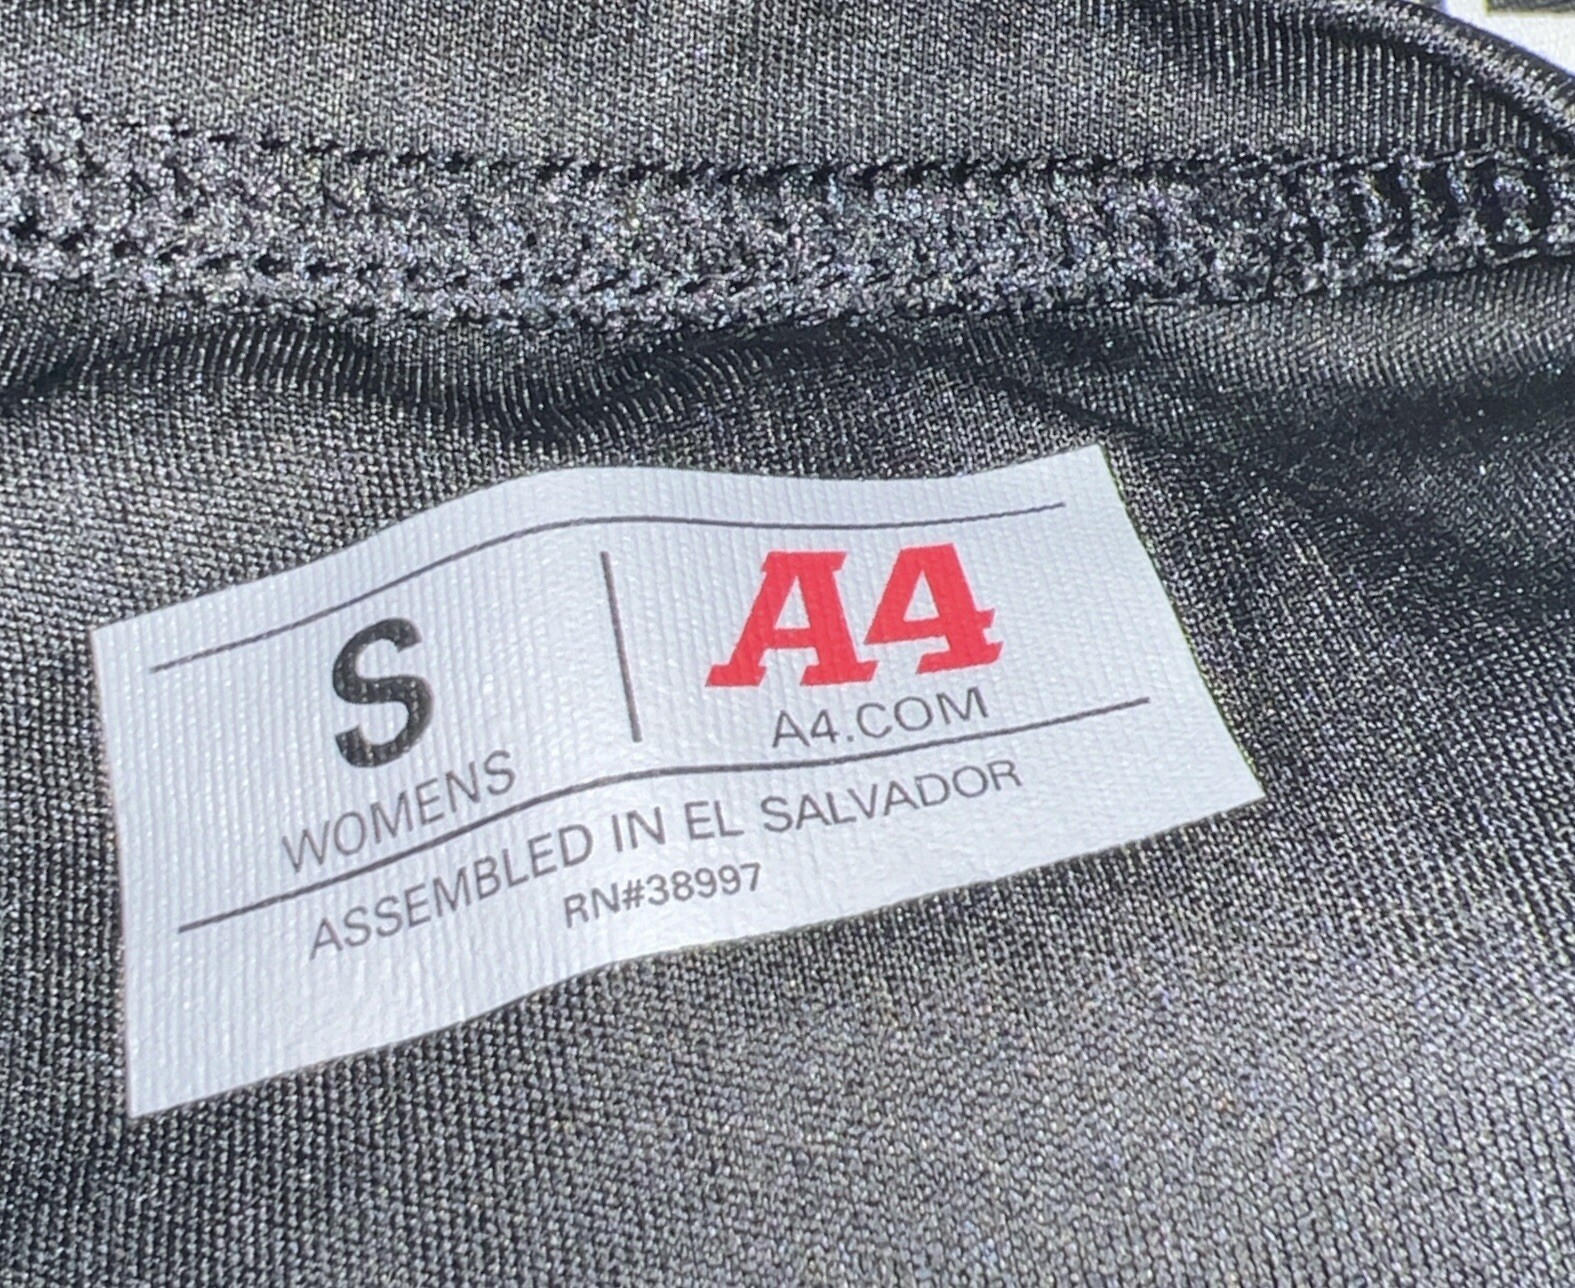 S
WOMENS
A4
A4.COM
ASSEMBLED IN EL SALVADOR
RN#38997